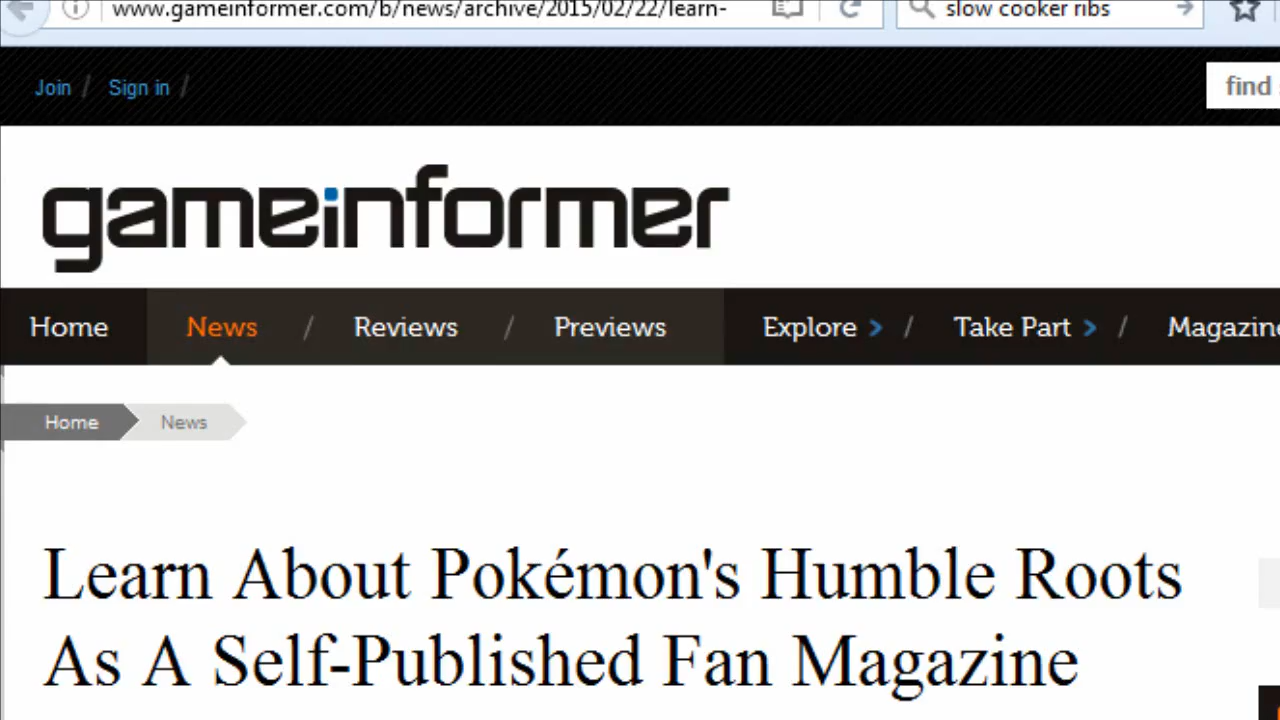 www.gameinformer.com/b/news/archive/2015/02/22/learn-
slow cooker ribs
Join / Sign in /
find
gameinformer
Home News / Reviews / Previews Explore / Take Part / Magazin
Home News
Learn About Pokémon's Humble Roots
As A Self-Published Fan Magazine